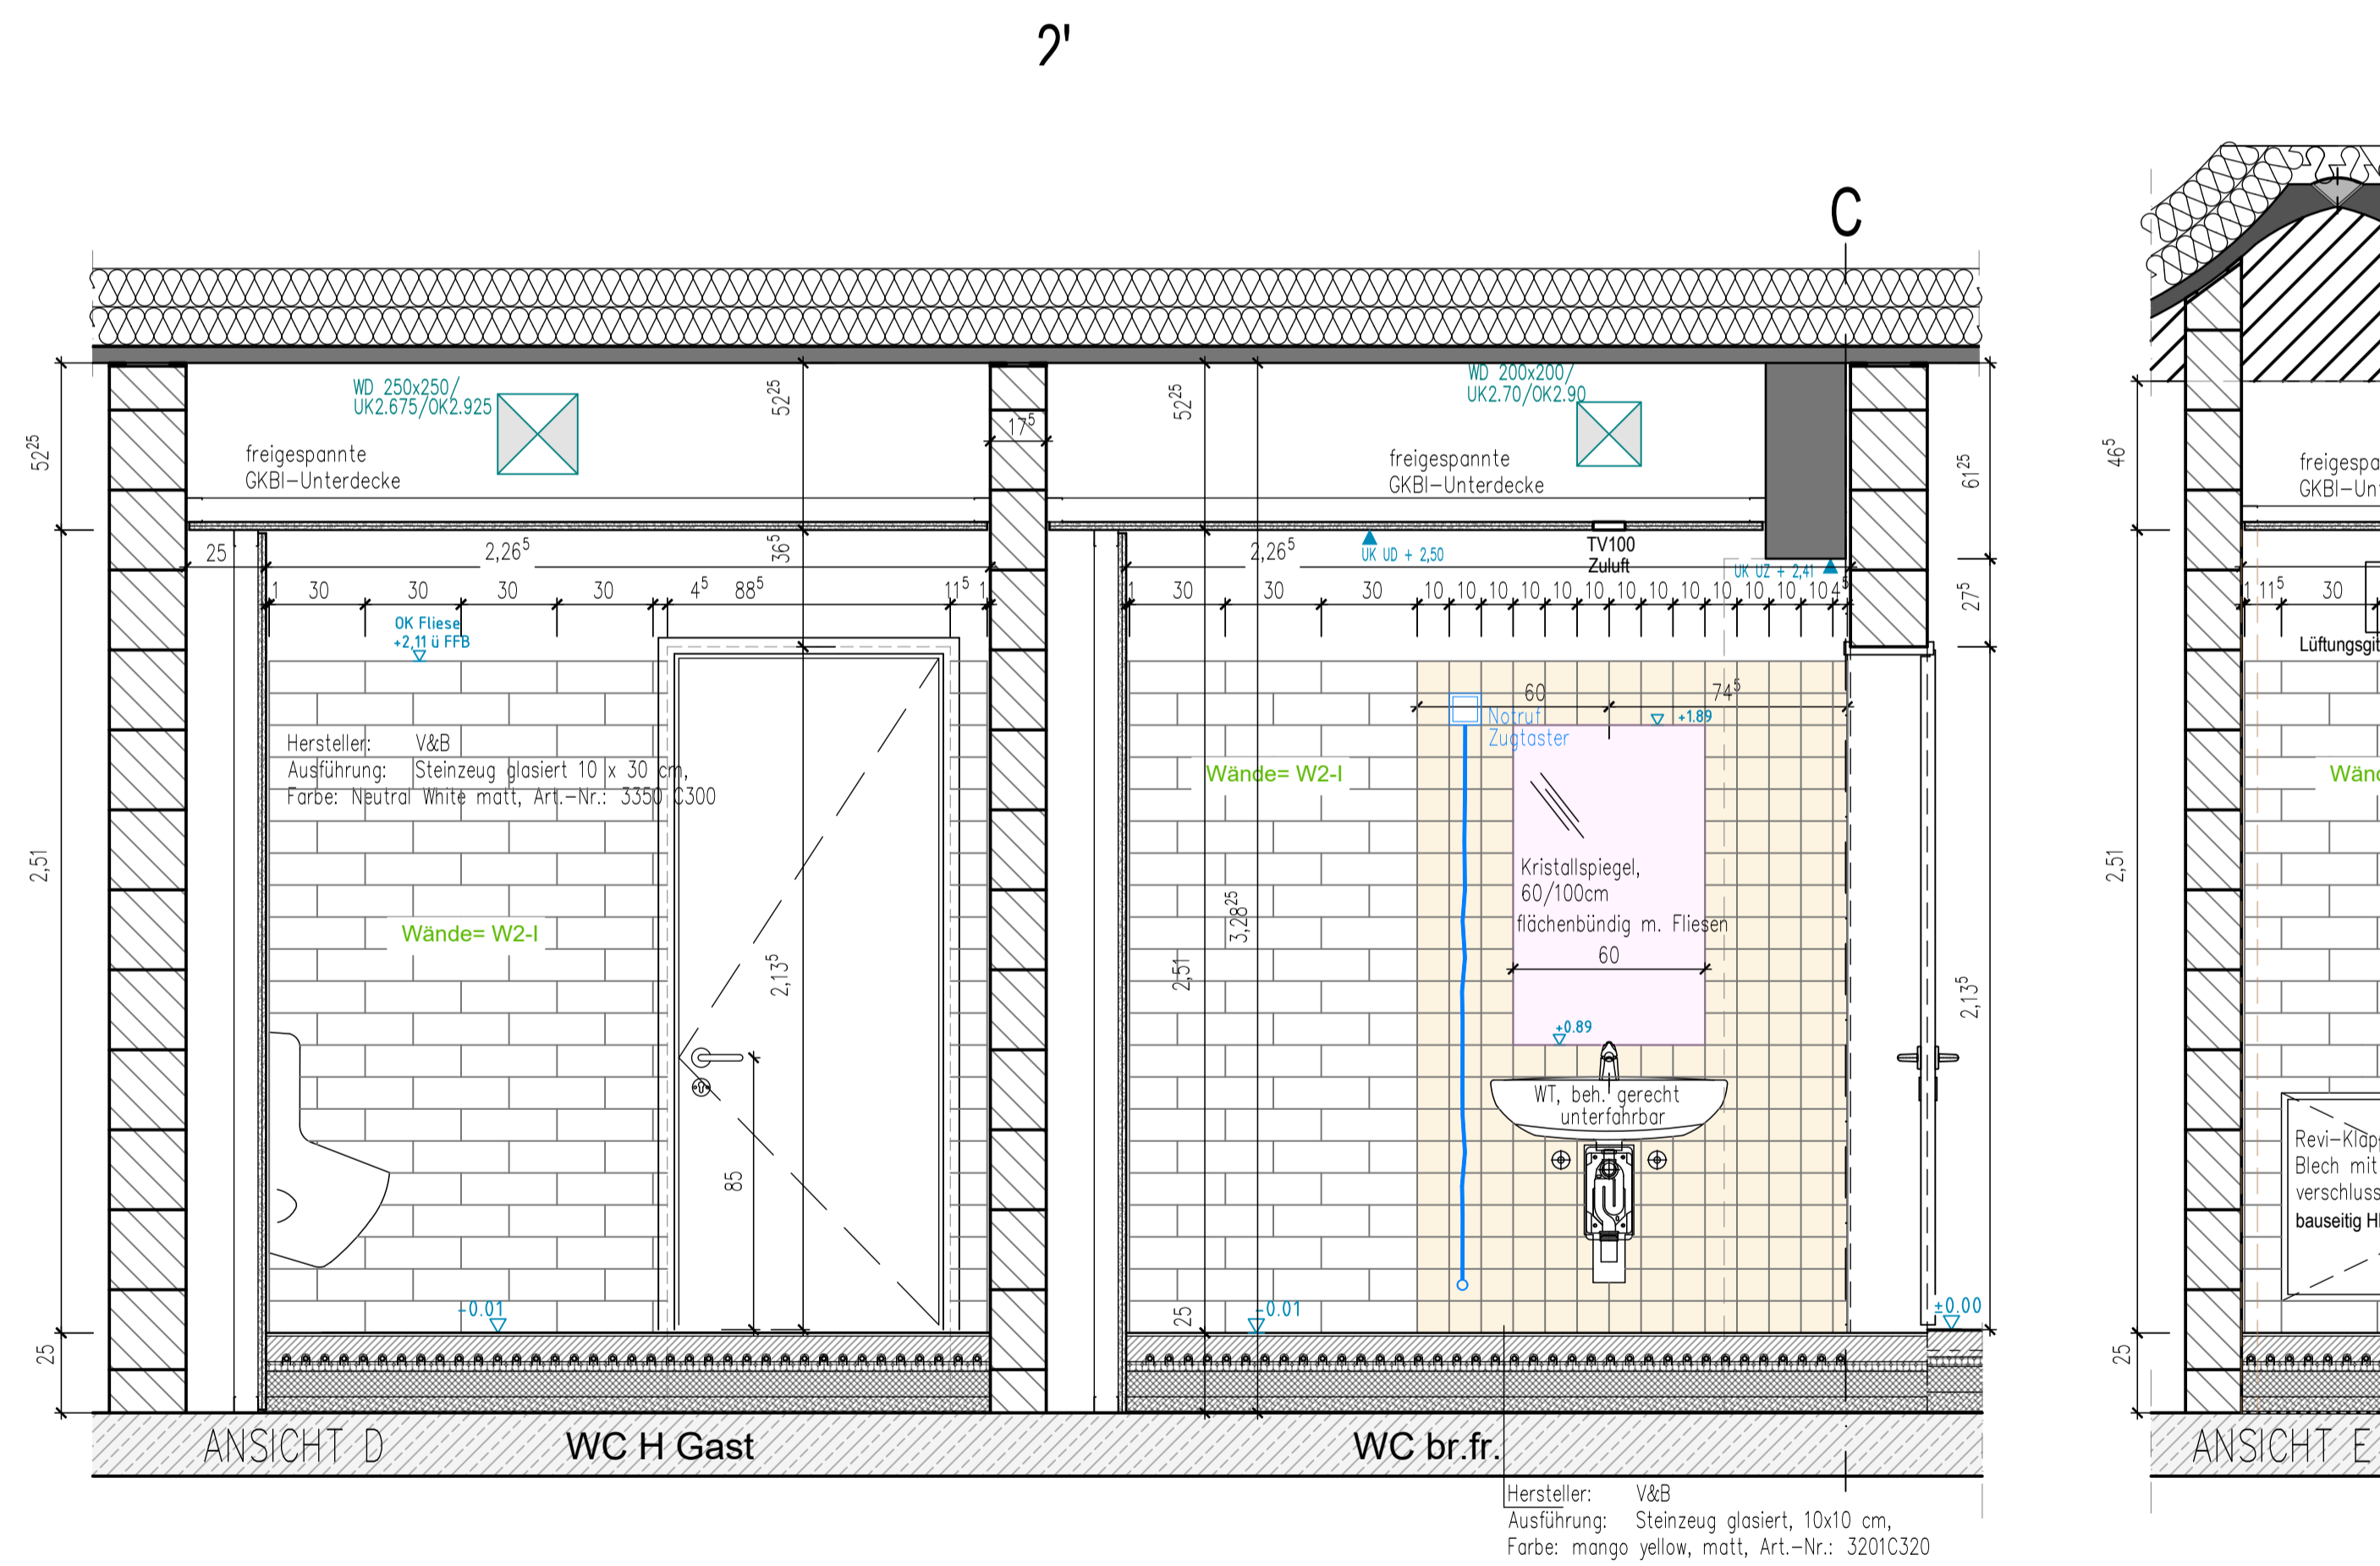 2'
C
WD 250x250/
UK2.675/OK2.925
freigespannte
GKBI-Unterdecke
52²⁵
52²⁵
17⁵
52²⁵
WD 200x200/
UK2.70/OK2.90
freigespannte
GKBI-Unterdecke
61²⁵
46⁵
freigespa
GKBI-Un
25
2,26⁵
36⁵
2,26⁵
UK UD + 2,50
TV100
Zuluft
UK UZ + 2,41
27⁵
1 30 30 30 30 4⁵ 88⁵ 11⁵ 1
1 30 30 30 10 10 10 10 10 10 10 10 10 10 10 10 10 4⁵
1 11⁵ 30
OK Fliese
+2,11 ü FFB
Lüftungsgit
60
74⁵
Notruf
Zugtaster
+1.89
Hersteller: V&B
Ausführung: Steinzeug glasiert 10 x 30 cm,
Farbe: Neutral White matt, Art.-Nr.: 3350 C300
Wände= W2-I
Wänd
Kristallspiegel,
60/100cm
flächenbündig m. Fliesen
60
2,51
Wände= W2-I
2,13⁵
2,51
3,28²⁵
2,13⁵
2,51
+0.89
WT, beh. gerecht
unterfahrbar
85
Revi-Klap
Blech mit
verschluss
bauseitig H
-0.01
25
-0.01
±0.00
25
25
ANSICHT D
WC H Gast
WC br.fr.
ANSICHT E
Hersteller: V&B
Ausführung: Steinzeug glasiert, 10x10 cm,
Farbe: mango yellow, matt, Art.-Nr.: 3201C320